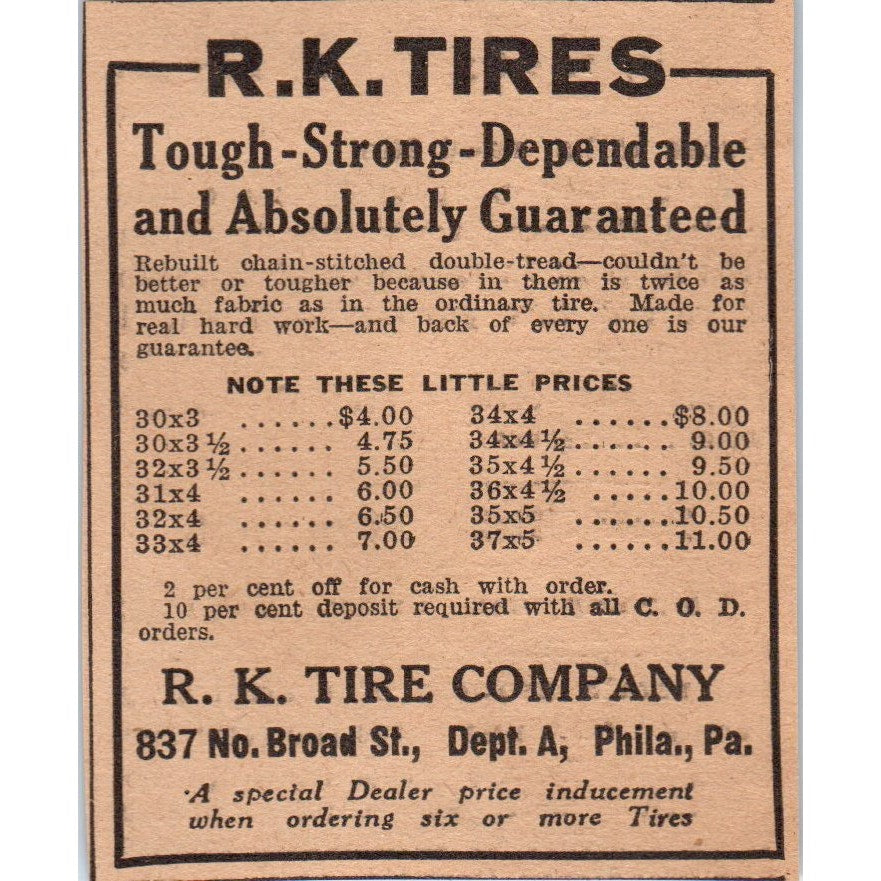 R.K. TIRES
Tough-Strong-Dependable
and Absolutely Guaranteed
Rebuilt chain-stitched double-tread—couldn't be
better or tougher because in them is twice as
much fabric as in the ordinary tire. Made for
real hard work—and back of every one is our
guarantee.
NOTE THESE LITTLE PRICES
30x3 ......$4.00 34x4 ......$8.00
30x3½...... 4.75 34x4½...... 9.00
32x3½...... 5.50 35x4½...... 9.50
31x4 ...... 6.00 36x4½ .....10.00
32x4 ...... 6.50 35x5 ......10.50
33x4 ...... 7.00 37x5 ......11.00
2 per cent off for cash with order.
10 per cent deposit required with all C. O. D.
orders.
R. K. TIRE COMPANY
837 No. Broad St., Dept. A, Phila., Pa.
A special Dealer price inducement
when ordering six or more Tires